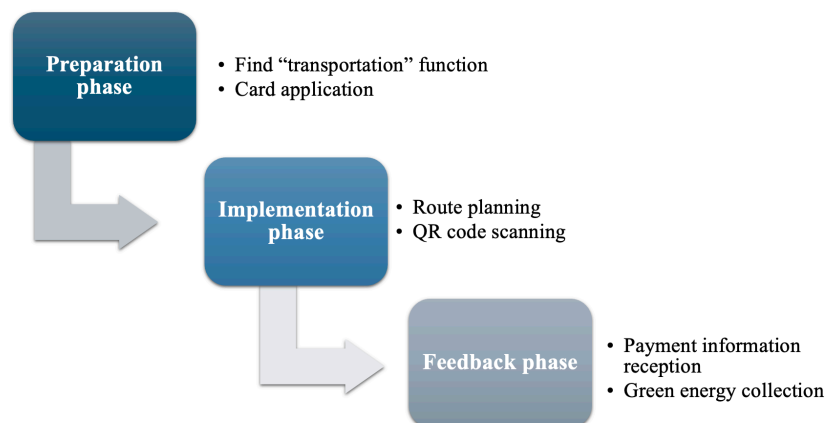 Preparation
phase
• Find “transportation” function
• Card application
Implementation
phase
• Route planning
• QR code scanning
Feedback phase
• Payment information
reception
• Green energy collection